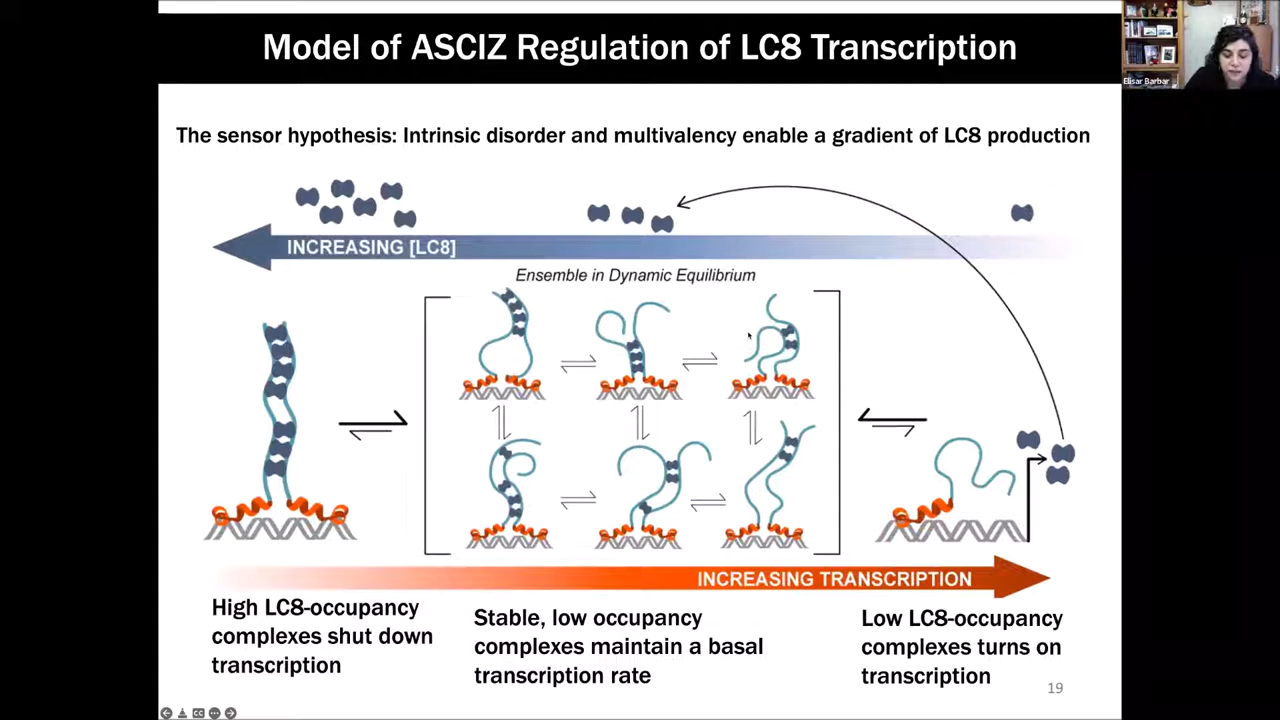 Model of ASCIZ Regulation of LC8 Transcription
Elisar Barbar
The sensor hypothesis: Intrinsic disorder and multivalency enable a gradient of LC8 production
INCREASING [LC8]
Ensemble in Dynamic Equilibrium
INCREASING TRANSCRIPTION
High LC8-occupancy
complexes shut down
transcription
Stable, low occupancy
complexes maintain a basal
transcription rate
Low LC8-occupancy
complexes turns on
transcription
19